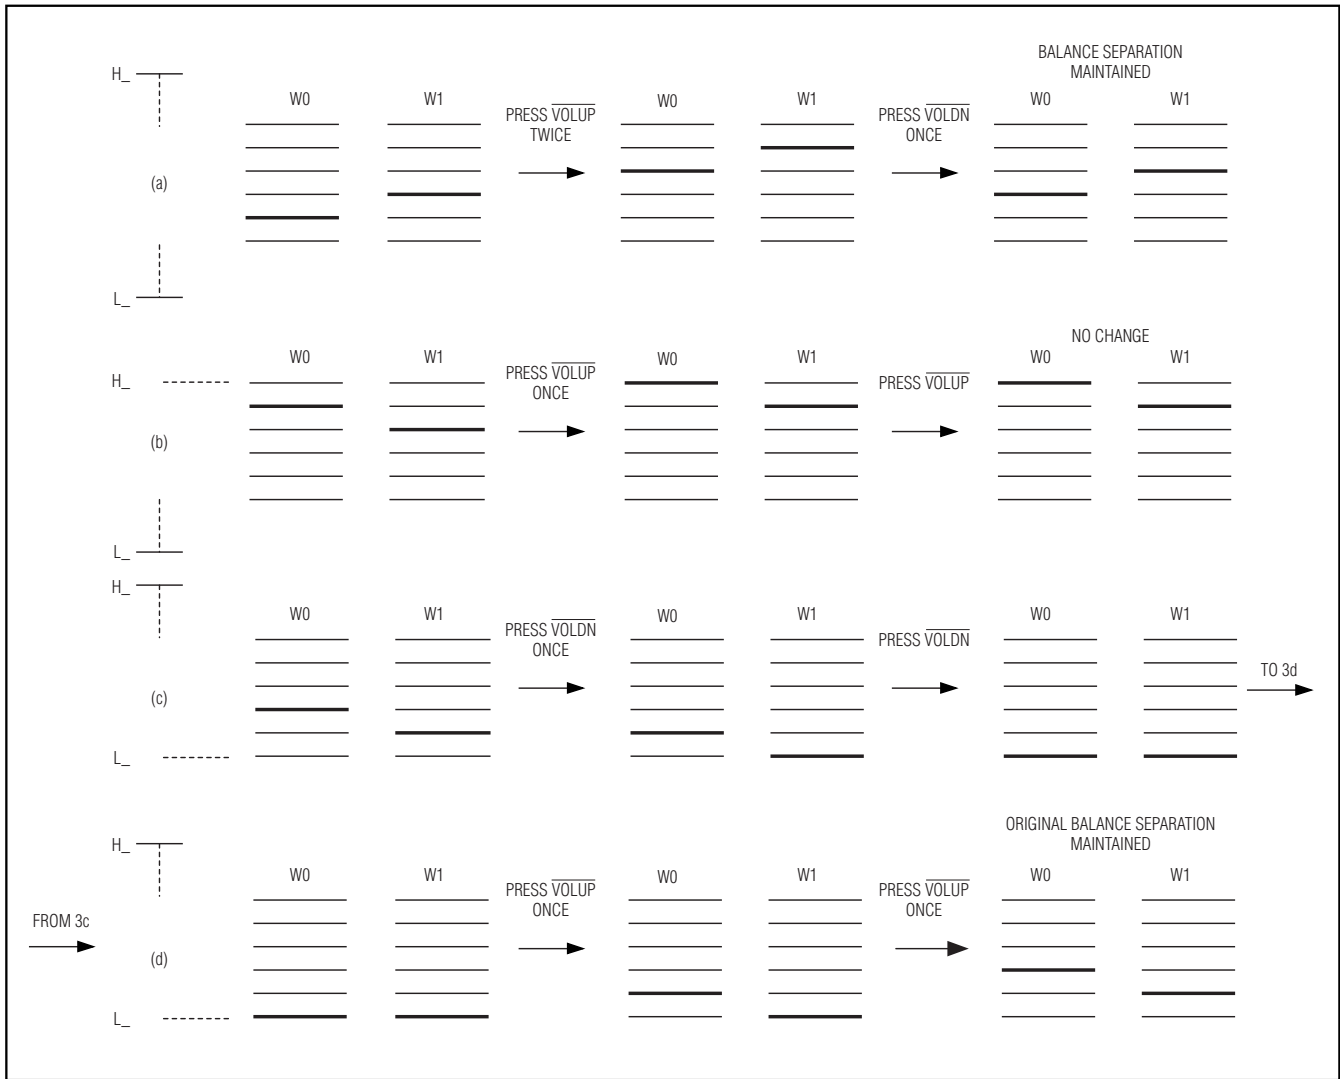 BALANCE SEPARATION
MAINTAINED
H_
W0 W1 W0 W1 W0 W1
PRESS VOLUP
TWICE
PRESS VOLDN
ONCE
(a)
L_
NO CHANGE
W0 W1 W0 W1 W0 W1
H_
PRESS VOLUP
ONCE
PRESS VOLUP
(b)
L_
H_
W0 W1 W0 W1 W0 W1
PRESS VOLDN
ONCE
PRESS VOLDN
TO 3d
(c)
L_
ORIGINAL BALANCE SEPARATION
MAINTAINED
H_
W0 W1 W0 W1 W0 W1
PRESS VOLUP
ONCE
PRESS VOLUP
ONCE
FROM 3c
(d)
L_